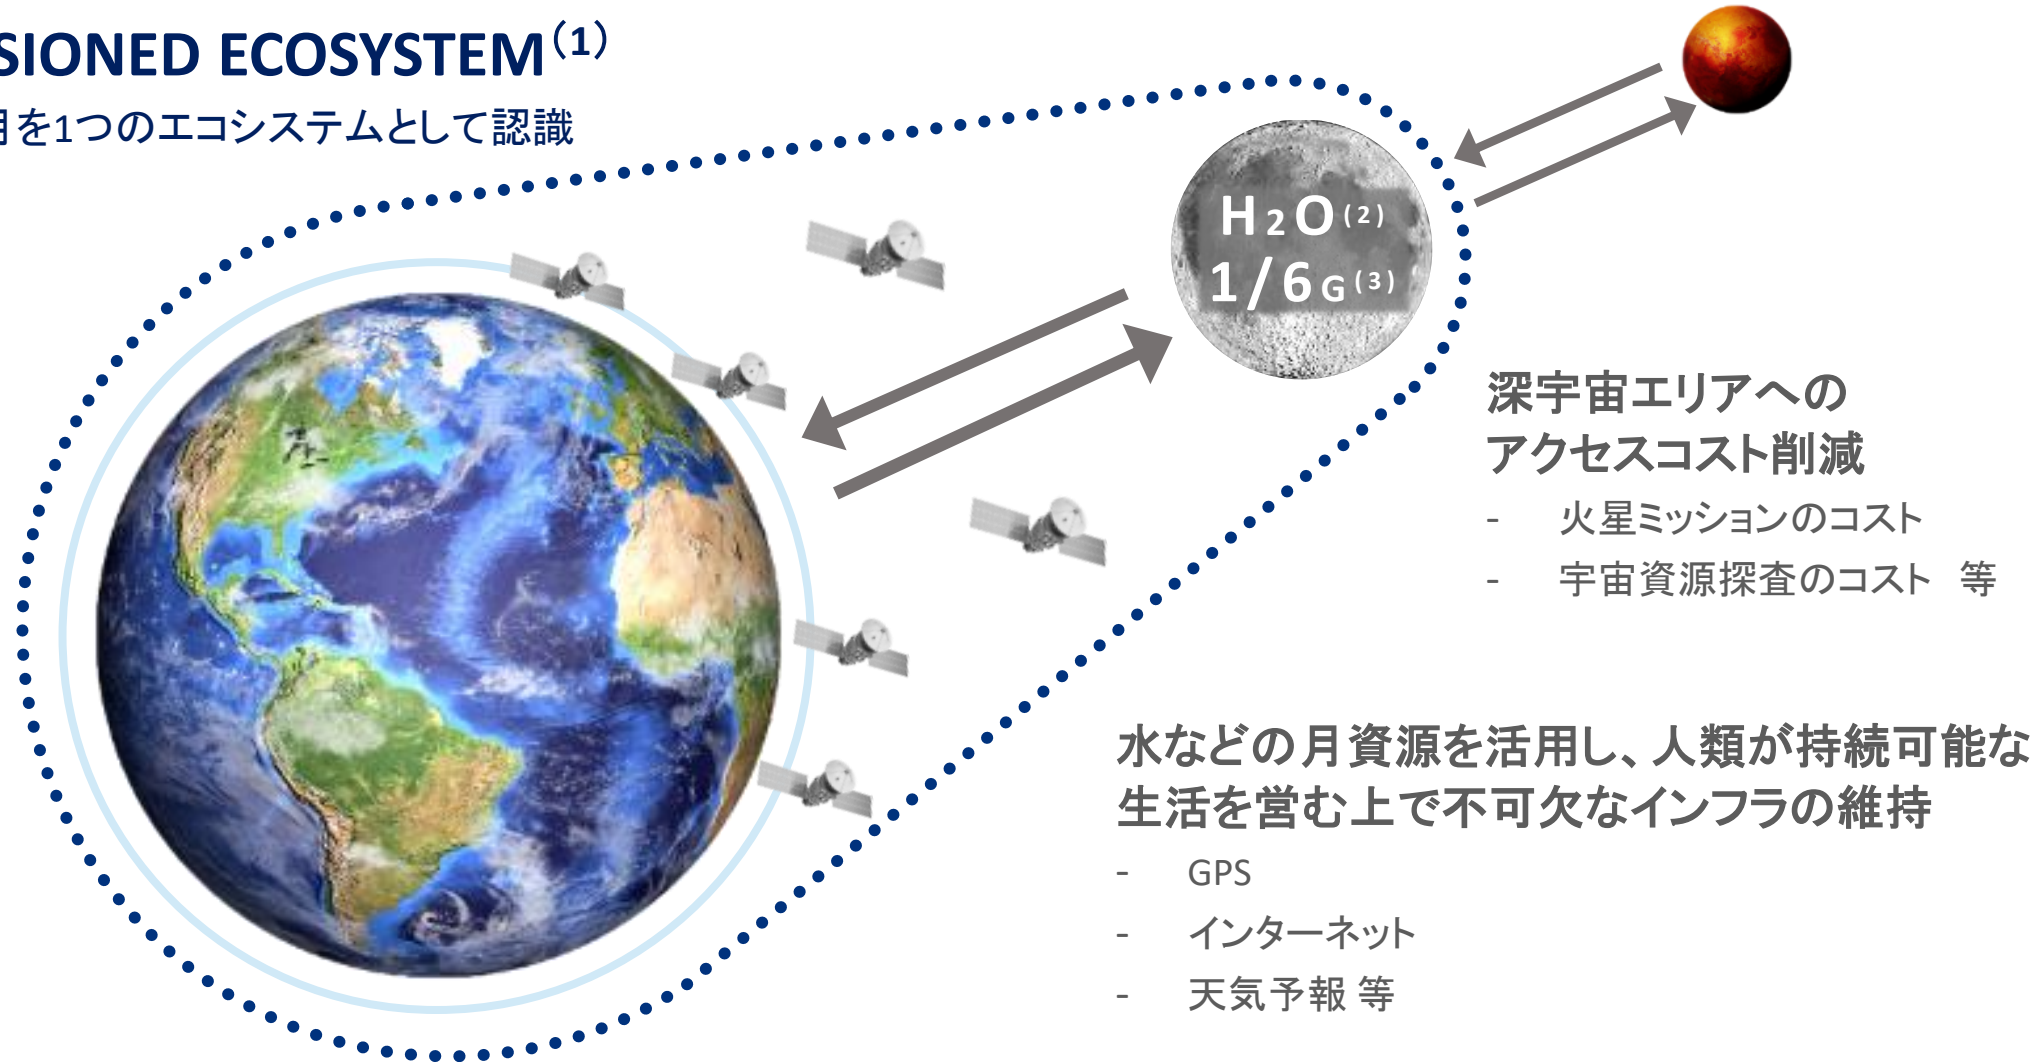 SIONED ECOSYSTEM(1)
月を1つのエコシステムとして認識
H2O(2)
1/6G(3)
深宇宙エリアへの
アクセスコスト削減
- 火星ミッションのコスト
- 宇宙資源探査のコスト 等
水などの月資源を活用し、人類が持続可能な
生活を営む上で不可欠なインフラの維持
- GPS
- インターネット
- 天気予報 等